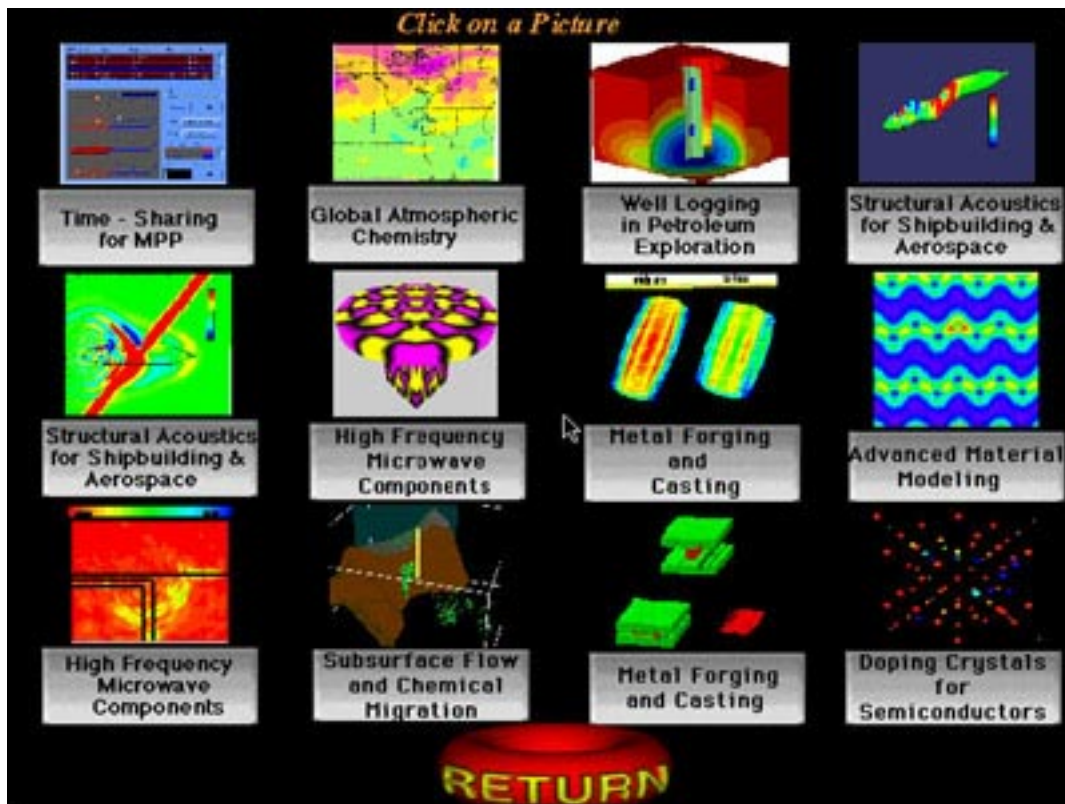 Click on a Picture
Time - Sharing
for MPP
Global Atmospheric
Chemistry
Well Logging
in Petroleum
Exploration
Structural Acoustics
for Shipbuilding &
Aerospace
Structural Acoustics
for Shipbuilding &
Aerospace
High Frequency
Microwave
Components
Metal Forging
and
Casting
Advanced Material
Modeling
High Frequency
Microwave
Components
Subsurface Flow
and Chemical
Migration
Metal Forging
and Casting
Doping Crystals
for
Semiconductors
RETURN